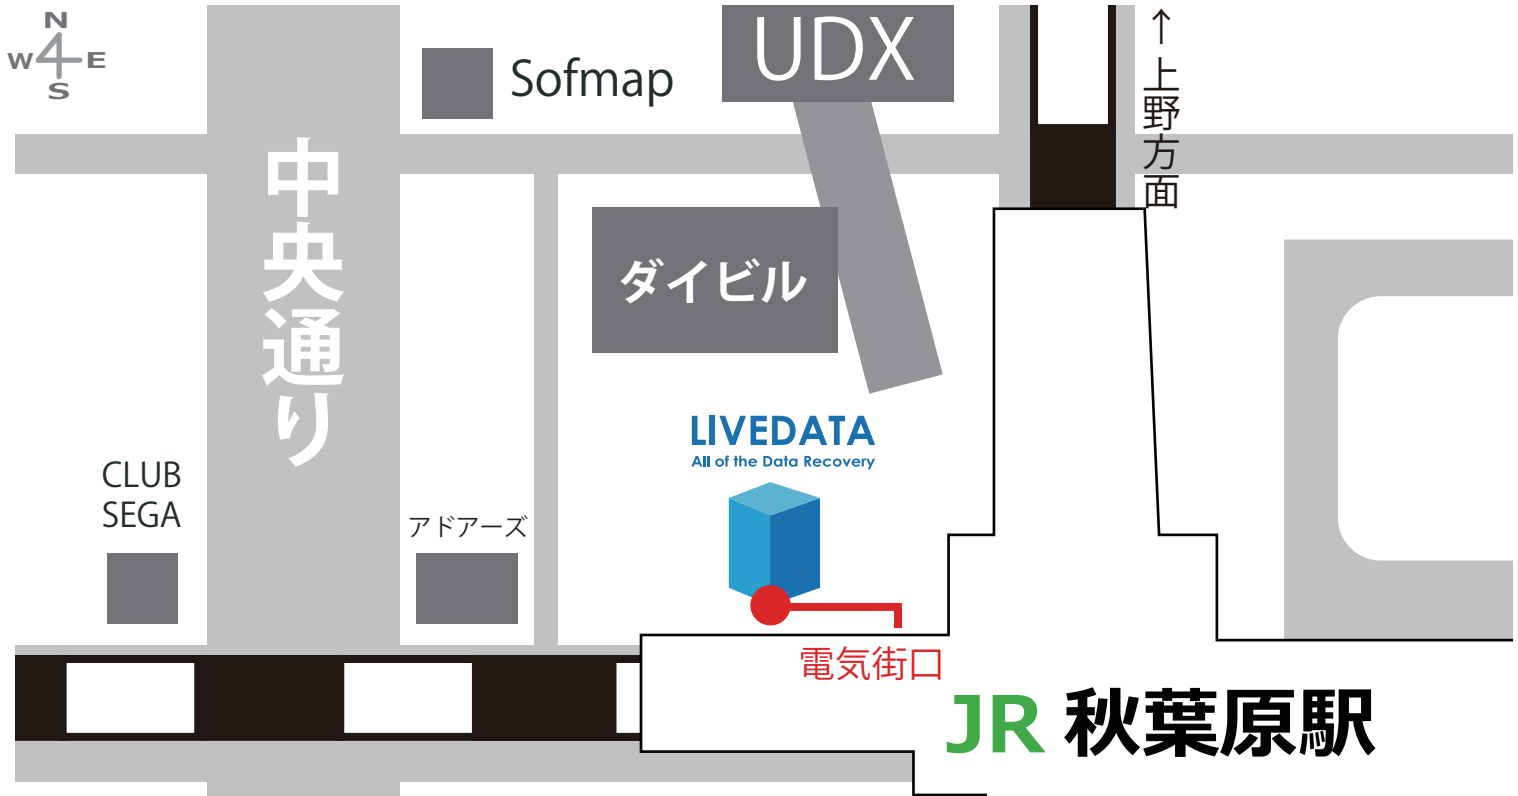 N
W E
S
Sofmap
UDX
↑上野方面
中央通り
ダイビル
LIVEDATA
All of the Data Recovery
CLUB
SEGA
アドアーズ
電気街口
JR 秋葉原駅